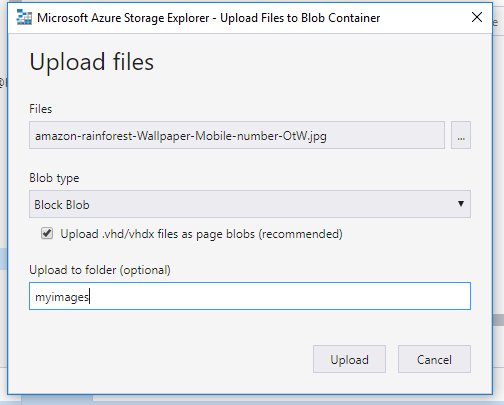 Microsoft Azure Storage Explorer - Upload Files to Blob Container
Upload files
Files
amazon-rainforest-Wallpaper-Mobile-number-OtW.jpg
...
Blob type
Block Blob
Upload .vhd/vhdx files as page blobs (recommended)
Upload to folder (optional)
myimages
Upload
Cancel